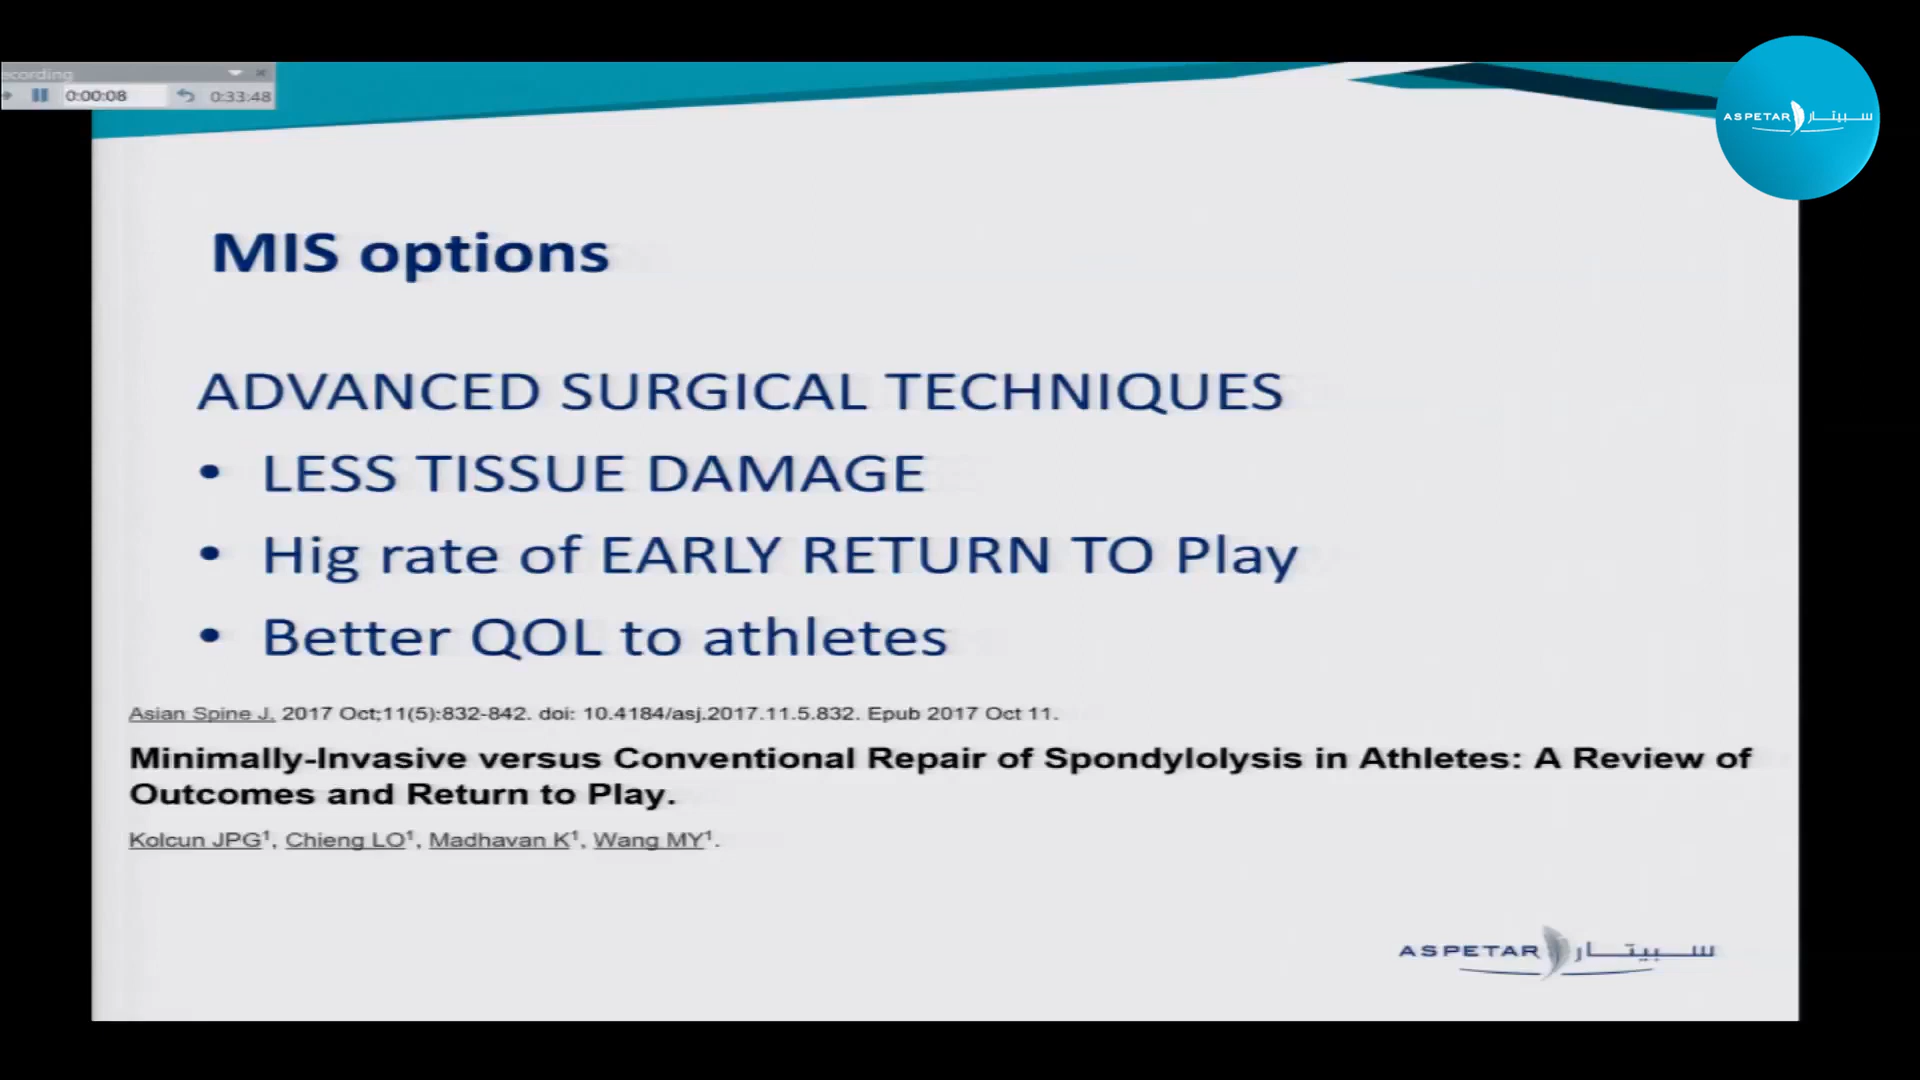 ecording
0:00:08 0:33:48
ASPETAR سبيتار
MIS options
ADVANCED SURGICAL TECHNIQUES
• LESS TISSUE DAMAGE
• Hig rate of EARLY RETURN TO Play
• Better QOL to athletes
Asian Spine J. 2017 Oct;11(5):832-842. doi: 10.4184/asj.2017.11.5.832. Epub 2017 Oct 11.
Minimally-Invasive versus Conventional Repair of Spondylolysis in Athletes: A Review of
Outcomes and Return to Play.
Kolcun JPG¹, Chieng LO¹, Madhavan K¹, Wang MY¹.
ASPETAR سبيتار